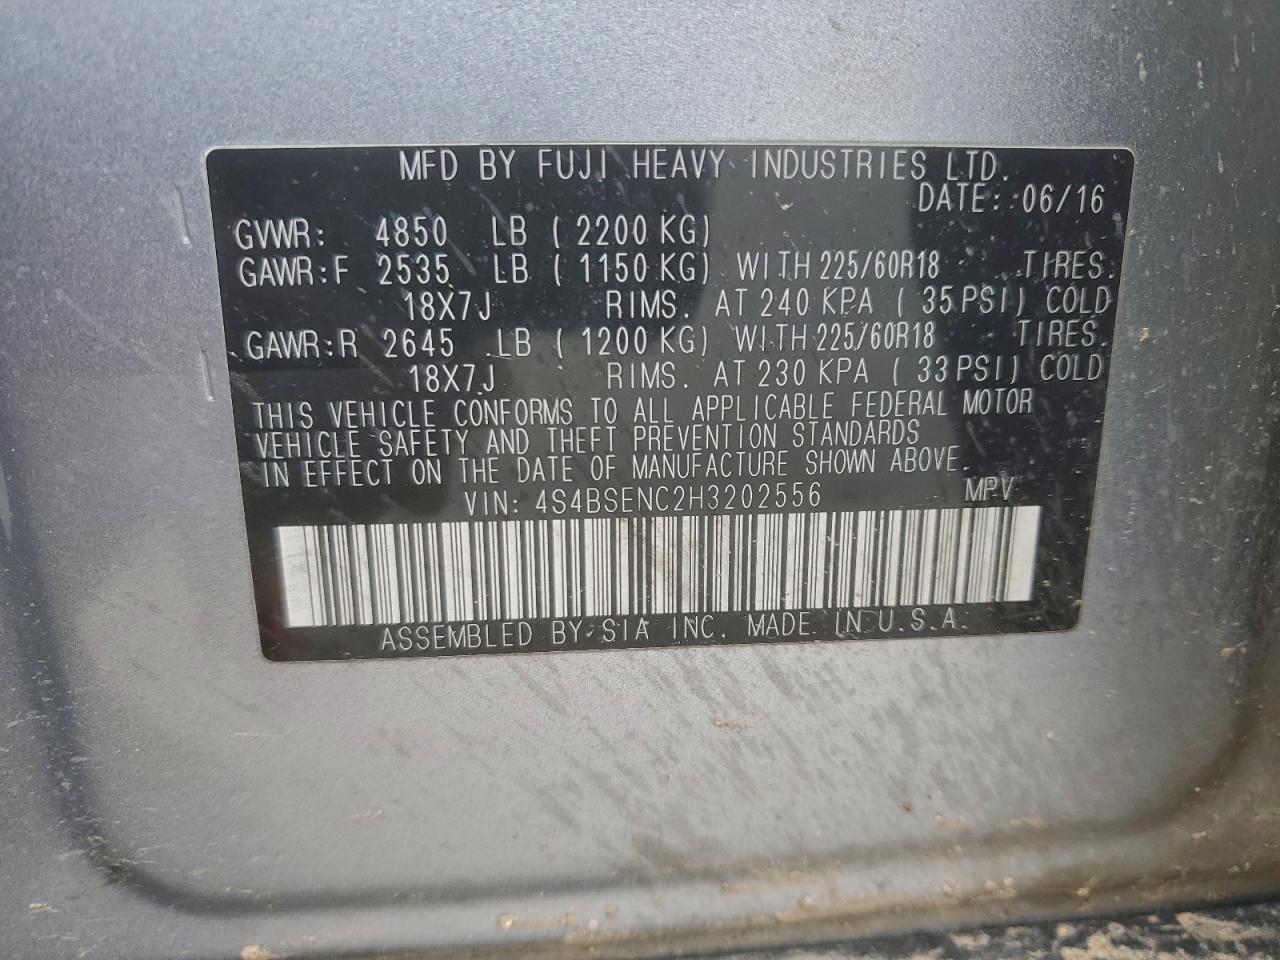 MFD BY FUJI HEAVY INDUSTRIES LTD.
DATE: 06/16
GVWR: 4850 LB ( 2200 KG)
GAWR:F 2535 LB ( 1150 KG) WITH 225/60R18 TIRES.
18X7J RIMS. AT 240 KPA ( 35 PSI) COLD
GAWR:R 2645 LB ( 1200 KG) WITH 225/60R18 TIRES.
18X7J RIMS. AT 230 KPA ( 33 PSI) COLD
THIS VEHICLE CONFORMS TO ALL APPLICABLE FEDERAL MOTOR
VEHICLE SAFETY AND THEFT PREVENTION STANDARDS
IN EFFECT ON THE DATE OF MANUFACTURE SHOWN ABOVE.
VIN: 4S4BSENC2H3202556 MPV
ASSEMBLED BY SIA INC. MADE IN U.S.A.